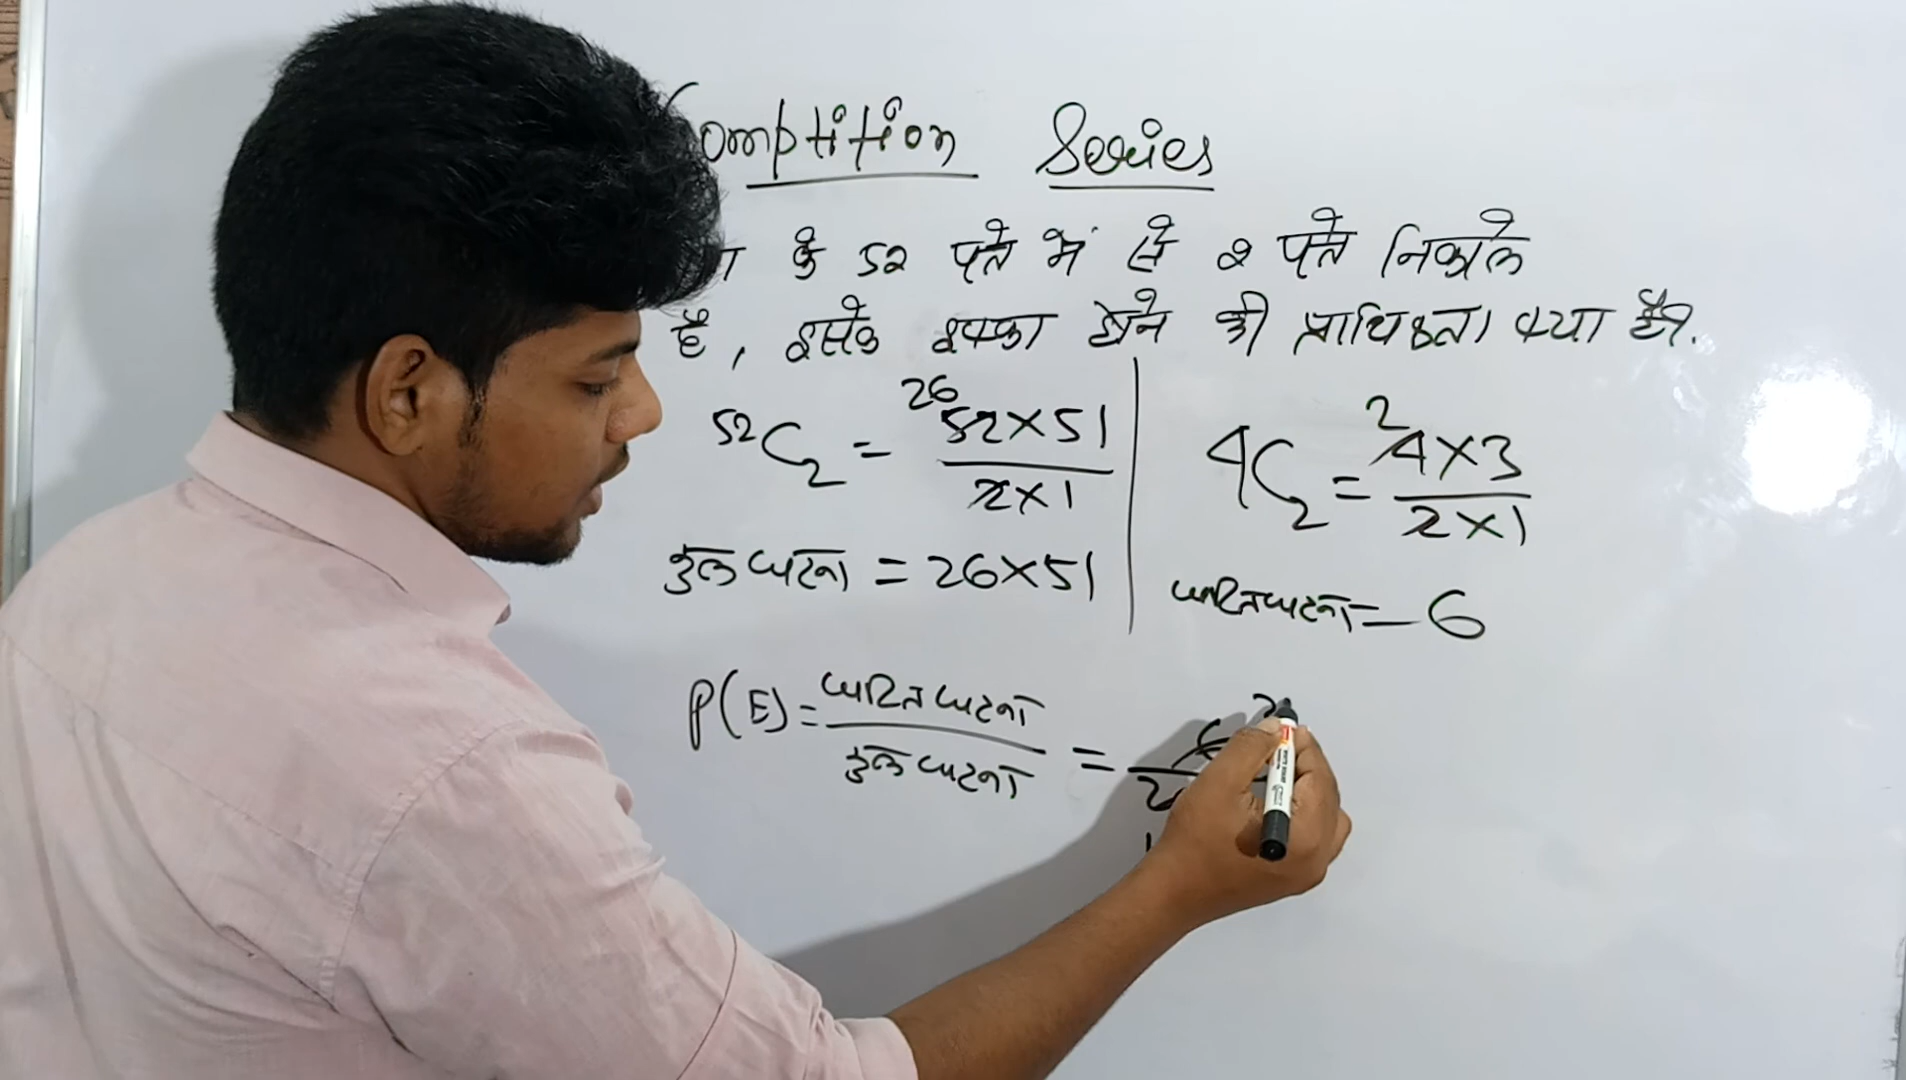 omptition Series
के 52 पत्ते में से 2 पत्ते निकाले
है, इसके इक्का होने की प्रायिकता क्या है?
52C2 = 26 52×51 / 2×1
4C2 = 2 4×3 / 2×1
कुल घटना = 26×51
घटित घटना = 6
P(E) = घटित घटना / कुल घटना = 6